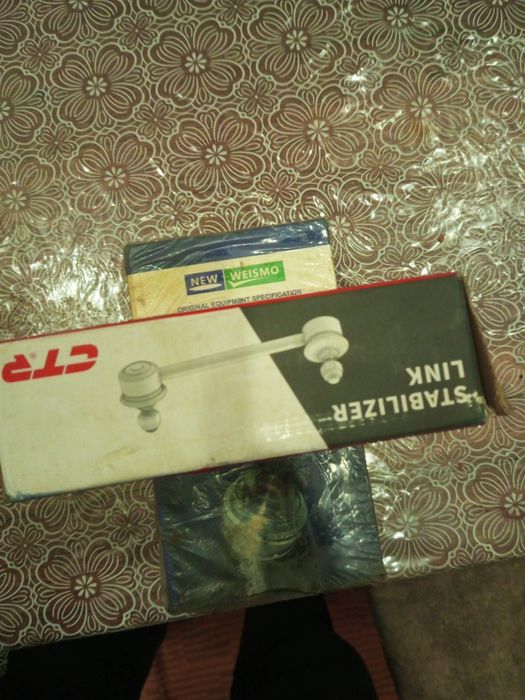 NEW WEISMO
ORIGINAL EQUIPMENT SPECIFICATION
CTR®
STABILIZER
LINK